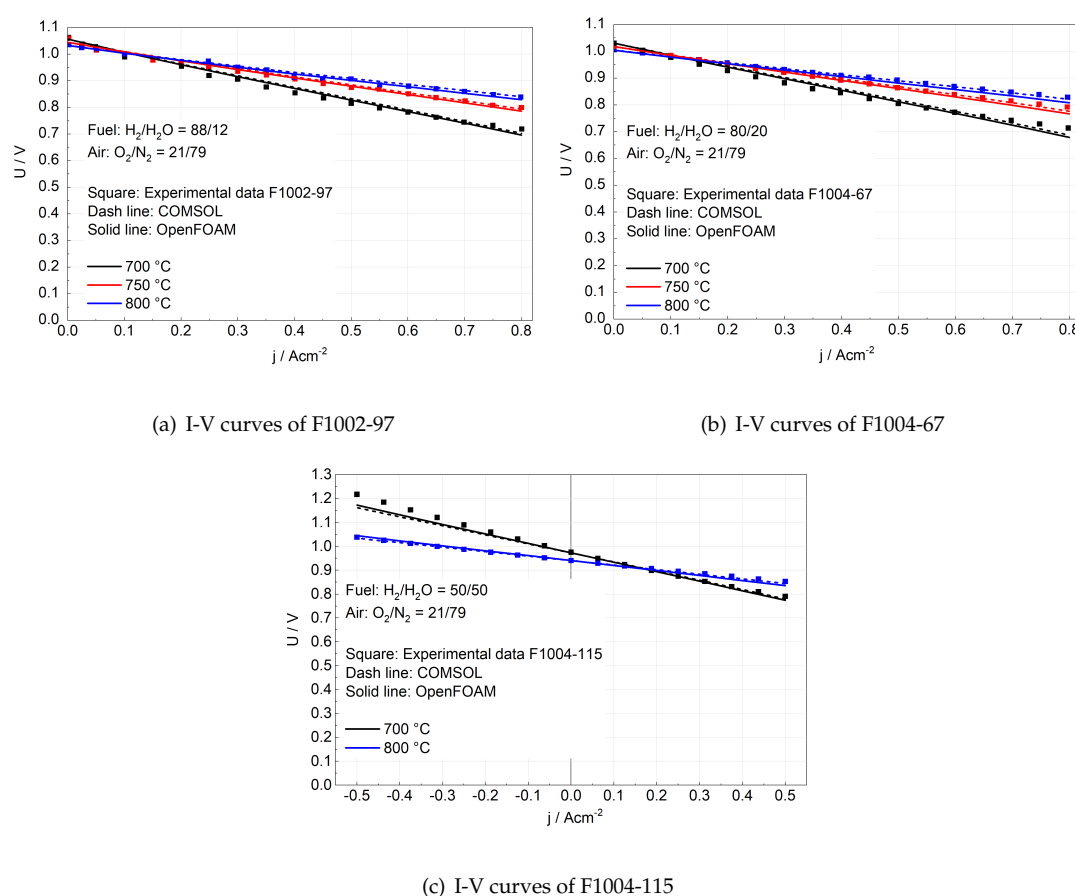 1.1
1.0
0.9
0.8
0.7
0.6
0.5
0.4
0.3
0.2
0.1
0.0
U / V
Fuel: H₂/H₂O = 88/12
Air: O₂/N₂ = 21/79
Square: Experimental data F1002-97
Dash line: COMSOL
Solid line: OpenFOAM
700 °C
750 °C
800 °C
0.0 0.1 0.2 0.3 0.4 0.5 0.6 0.7 0.8
j / Acm⁻²
(a) I-V curves of F1002-97
1.1
1.0
0.9
0.8
0.7
0.6
0.5
0.4
0.3
0.2
0.1
0.0
U / V
Fuel: H₂/H₂O = 80/20
Air: O₂/N₂ = 21/79
Square: Experimental data F1004-67
Dash line: COMSOL
Solid line: OpenFOAM
700 °C
750 °C
800 °C
0.0 0.1 0.2 0.3 0.4 0.5 0.6 0.7 0.8
j / Acm⁻²
(b) I-V curves of F1004-67
1.3
1.2
1.1
1.0
0.9
0.8
0.7
0.6
0.5
0.4
0.3
0.2
0.1
0.0
U / V
Fuel: H₂/H₂O = 50/50
Air: O₂/N₂ = 21/79
Square: Experimental data F1004-115
Dash line: COMSOL
Solid line: OpenFOAM
700 °C
800 °C
-0.5 -0.4 -0.3 -0.2 -0.1 0.0 0.1 0.2 0.3 0.4 0.5
j / Acm⁻²
(c) I-V curves of F1004-115